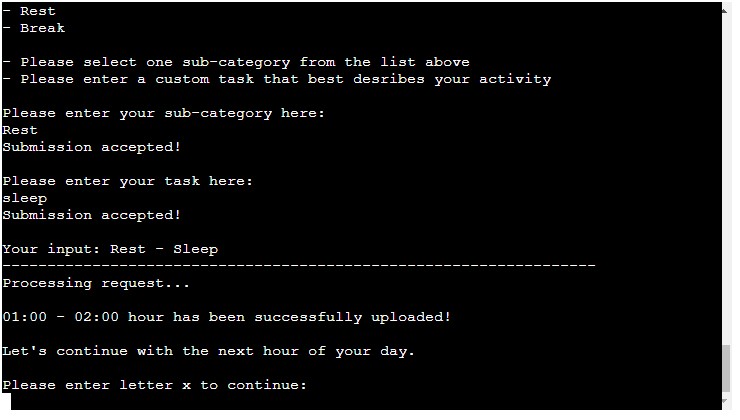 - Rest
- Break
- Please select one sub-category from the list above
- Please enter a custom task that best desribes your activity
Please enter your sub-category here:
Rest
Submission accepted!
Please enter your task here:
sleep
Submission accepted!
Your input: Rest - Sleep
--------------------------------------------------------------------
Processing request...
01:00 - 02:00 hour has been successfully uploaded!
Let's continue with the next hour of your day.
Please enter letter x to continue: